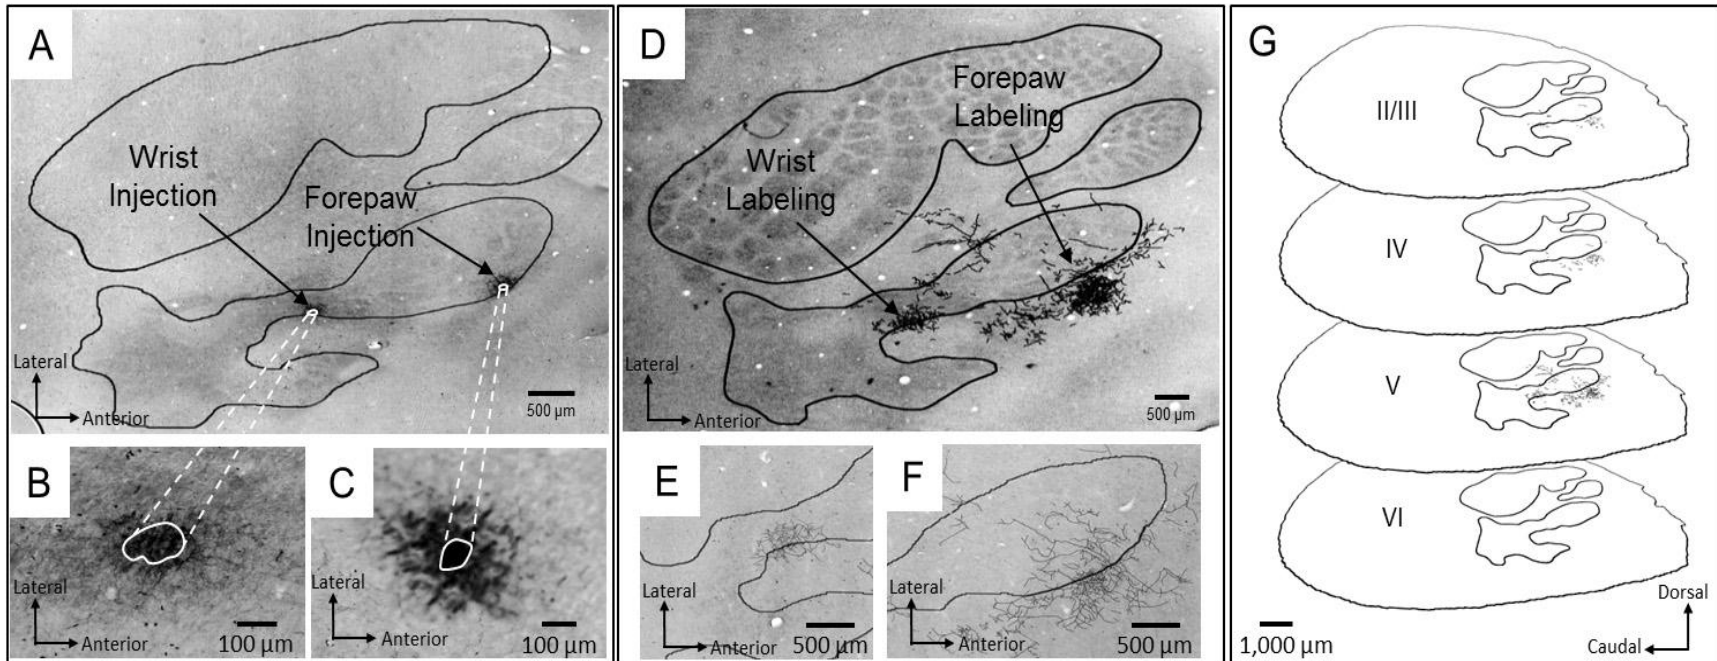 A
Wrist
Injection
Forepaw
Injection
Lateral
Anterior
500 µm
B
Lateral
Anterior
100 µm
C
Lateral
Anterior
100 µm
D
Forepaw
Labeling
Wrist
Labeling
Lateral
Anterior
500 µm
E
Lateral
Anterior
500 µm
F
Lateral
Anterior
500 µm
G
II/III
IV
V
VI
1,000 µm
Dorsal
Caudal